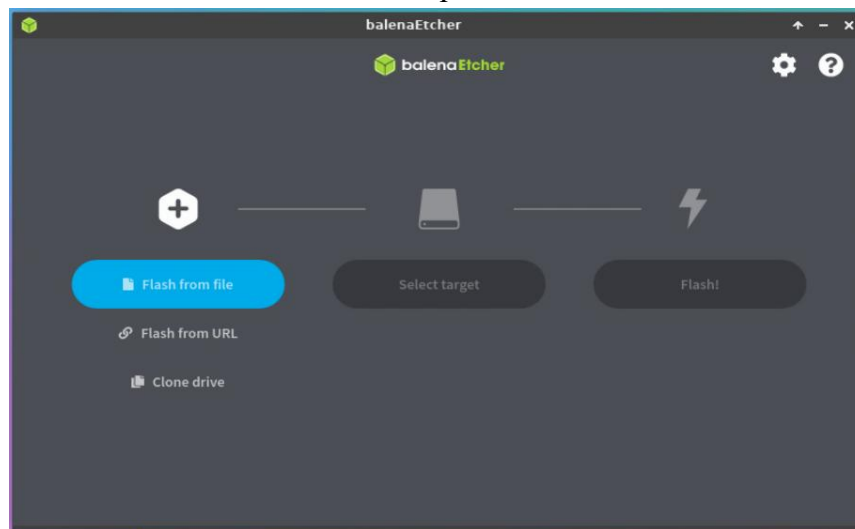 balenaEtcher
balenaEtcher
Flash from file
Select target
Flash!
Flash from URL
Clone drive